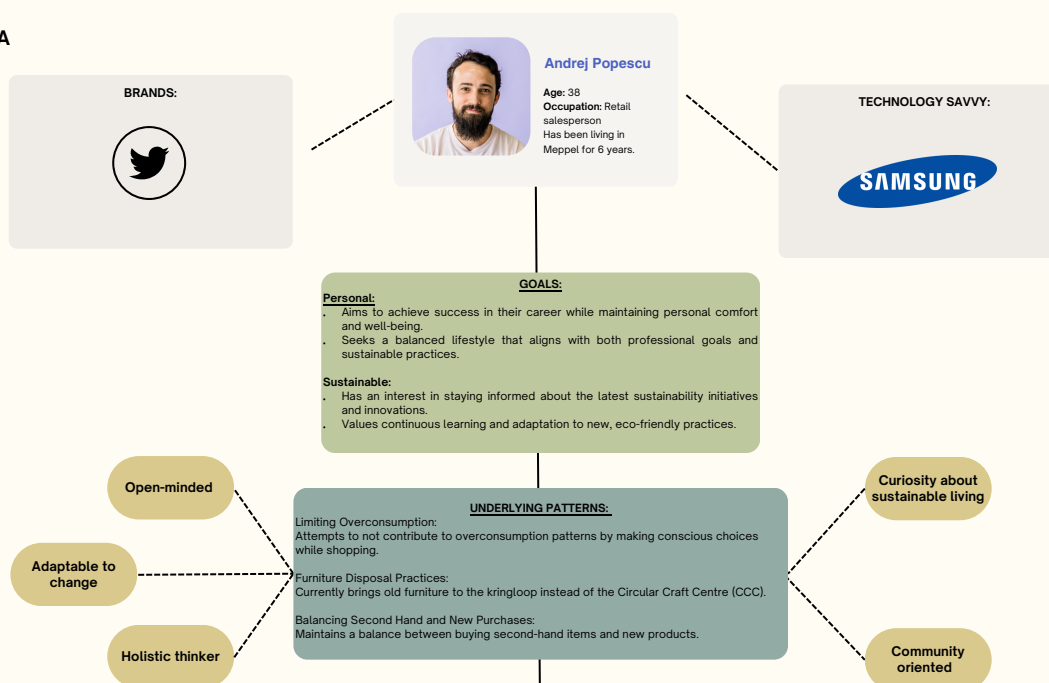 A
BRANDS:
Andrej Popescu
Age: 38
Occupation: Retail
salesperson
Has been living in
Meppel for 6 years.
TECHNOLOGY SAVVY:
SAMSUNG
GOALS:
Personal:
. Aims to achieve success in their career while maintaining personal comfort
and well-being.
. Seeks a balanced lifestyle that aligns with both professional goals and
sustainable practices.
Sustainable:
. Has an interest in staying informed about the latest sustainability initiatives
and innovations.
. Values continuous learning and adaptation to new, eco-friendly practices.
Open-minded
Adaptable to
change
Holistic thinker
UNDERLYING PATTERNS:
Limiting Overconsumption:
Attempts to not contribute to overconsumption patterns by making conscious choices
while shopping.
Furniture Disposal Practices:
Currently brings old furniture to the kringloop instead of the Circular Craft Centre (CCC).
Balancing Second Hand and New Purchases:
Maintains a balance between buying second-hand items and new products.
Curiosity about
sustainable living
Community
oriented